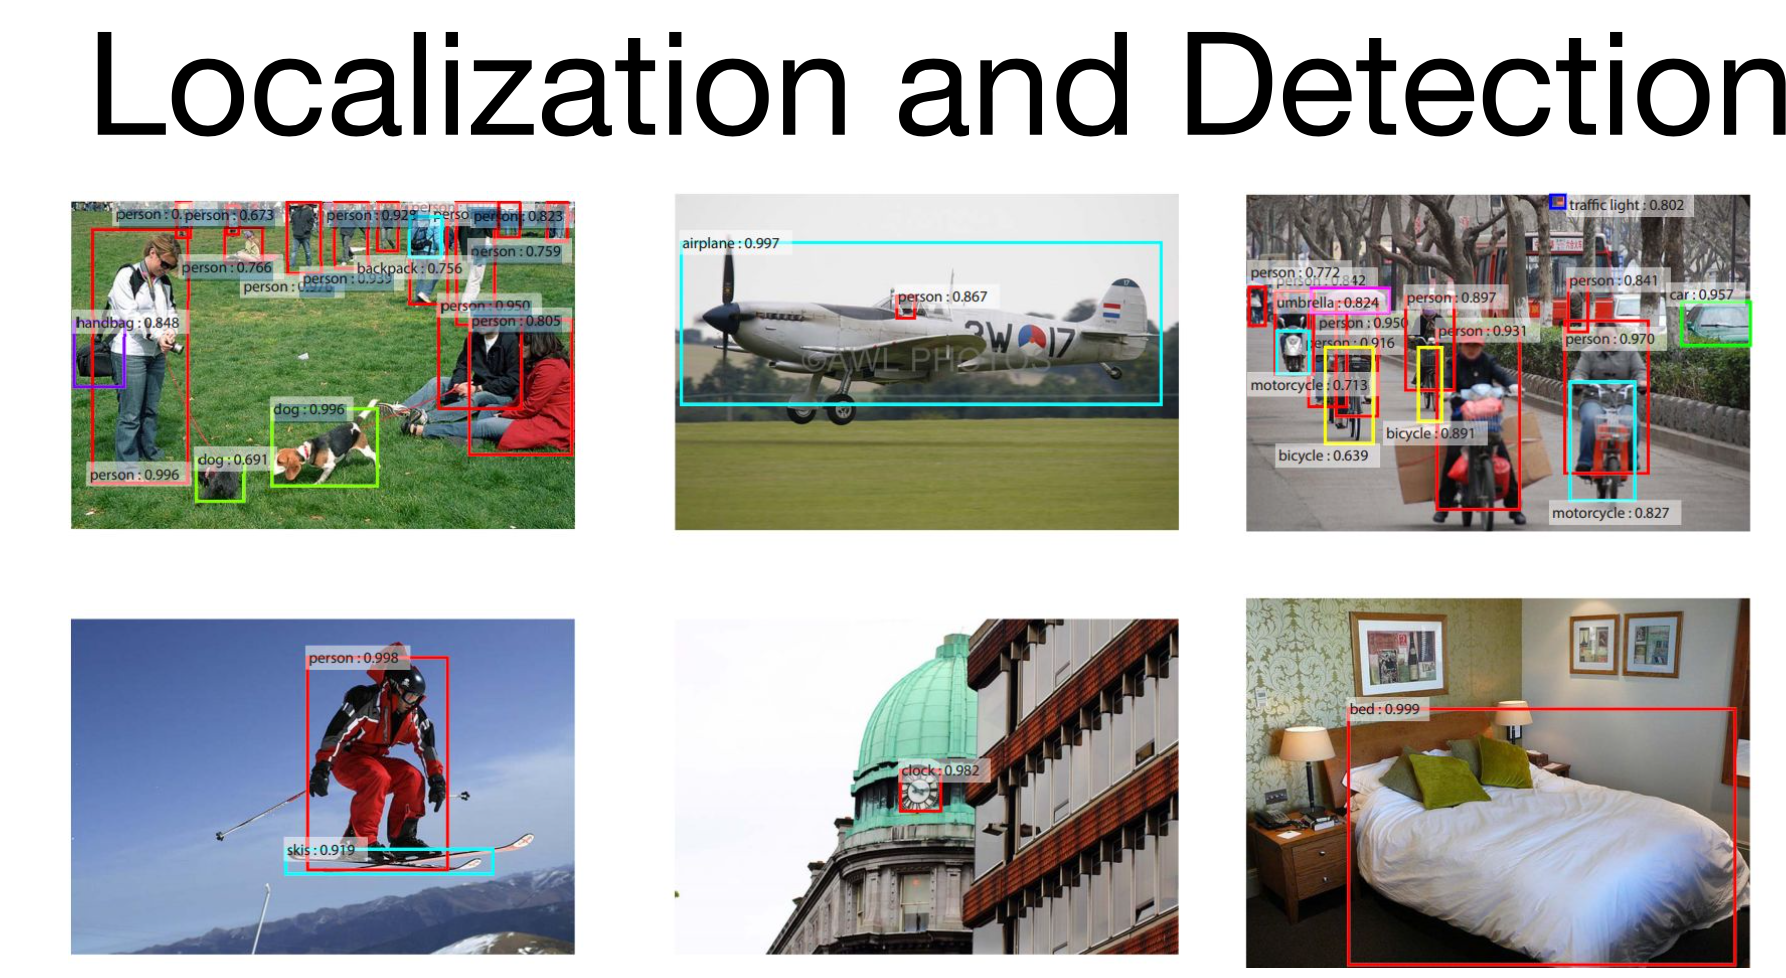 Localization and Detection
person : 0.
person : 0.673
person : 0.929
perso
person : 0.823
person : 0.759
person : 0.766
backpack : 0.756
person : 0.939
person : 0.950
person : 0.805
handbag : 0.848
dog : 0.996
dog : 0.691
person : 0.996
airplane : 0.997
person : 0.867
3W 17
©AWL PHOTOS
traffic light : 0.802
person : 0.772
person : 0.841
umbrella : 0.824
person : 0.897
car : 0.957
person : 0.950
person : 0.931
person : 0.916
person : 0.970
motorcycle : 0.713
bicycle : 0.891
bicycle : 0.639
motorcycle : 0.827
person : 0.998
skis : 0.919
clock : 0.982
bed : 0.999